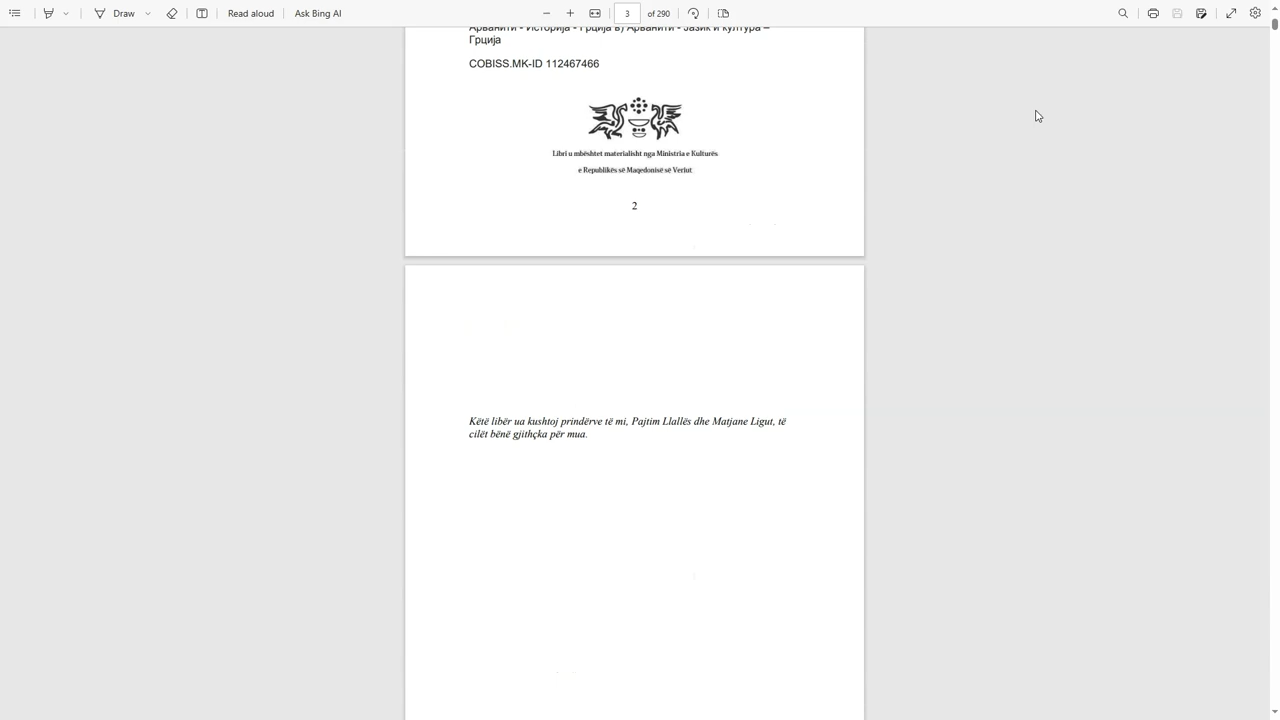 Read aloud
Draw
Ask Bing AI
3
of 290
Арванити - Историја - Грција в) Арванити - Јазик и култура –
Грција
COBISS.MK-ID 112467466
Libri u mbështet materialisht nga Ministria e Kulturës
e Republikës së Maqedonisë së Veriut
2
Këtë libër ua kushtoj prindërve të mi, Pajtim Llallës dhe Matjane Ligut, të
cilët bënë gjithçka për mua.